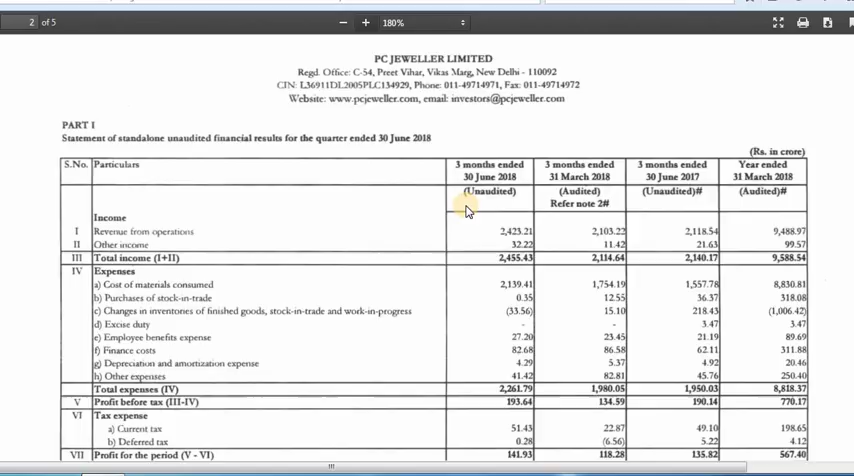 2 of 5
180%
PC JEWELLER LIMITED
Regd. Office: C-54, Preet Vihar, Vikas Marg, New Delhi - 110092
CIN: L36911DL2005PLC134929, Phone: 011-49714971, Fax: 011-49714972
Website: www.pcjeweller.com, email: investors@pcjeweller.com
PART I
Statement of standalone unaudited financial results for the quarter ended 30 June 2018
(Rs. in crore)
S.No. Particulars 3 months ended 30 June 2018 3 months ended 31 March 2018 3 months ended 30 June 2017 Year ended 31 March 2018
(Unaudited) (Audited) Refer note 2# (Unaudited)# (Audited)#
Income
I Revenue from operations 2,423.21 2,103.22 2,118.54 9,488.97
II Other income 32.22 11.42 21.63 99.57
III Total income (I+II) 2,455.43 2,114.64 2,140.17 9,588.54
IV Expenses
a) Cost of materials consumed 2,139.41 1,754.19 1,557.78 8,830.81
b) Purchases of stock-in-trade 0.35 12.55 36.37 318.08
c) Changes in inventories of finished goods, stock-in-trade and work-in-progress (33.56) 15.10 218.43 (1,006.42)
d) Excise duty - - 3.47 3.47
e) Employee benefits expense 27.20 23.45 21.19 89.69
f) Finance costs 82.68 86.58 62.11 311.88
g) Depreciation and amortization expense 4.29 5.37 4.92 20.46
h) Other expenses 41.42 82.81 45.76 250.40
Total expenses (IV) 2,261.79 1,980.05 1,950.03 8,818.37
V Profit before tax (III-IV) 193.64 134.59 190.14 770.17
VI Tax expense
a) Current tax 51.43 22.87 49.10 198.65
b) Deferred tax 0.28 (6.56) 5.22 4.12
VII Profit for the period (V - VI) 141.93 118.28 135.82 567.40